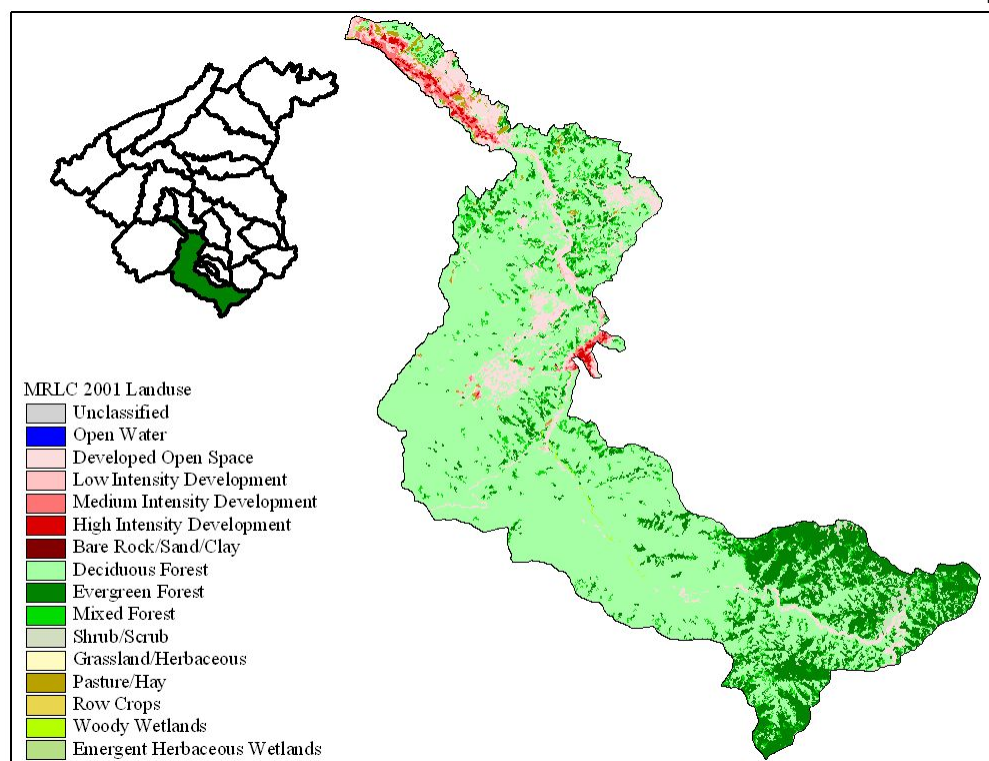 MRLC 2001 Landuse
Unclassified
Open Water
Developed Open Space
Low Intensity Development
Medium Intensity Development
High Intensity Development
Bare Rock/Sand/Clay
Deciduous Forest
Evergreen Forest
Mixed Forest
Shrub/Scrub
Grassland/Herbaceous
Pasture/Hay
Row Crops
Woody Wetlands
Emergent Herbaceous Wetlands